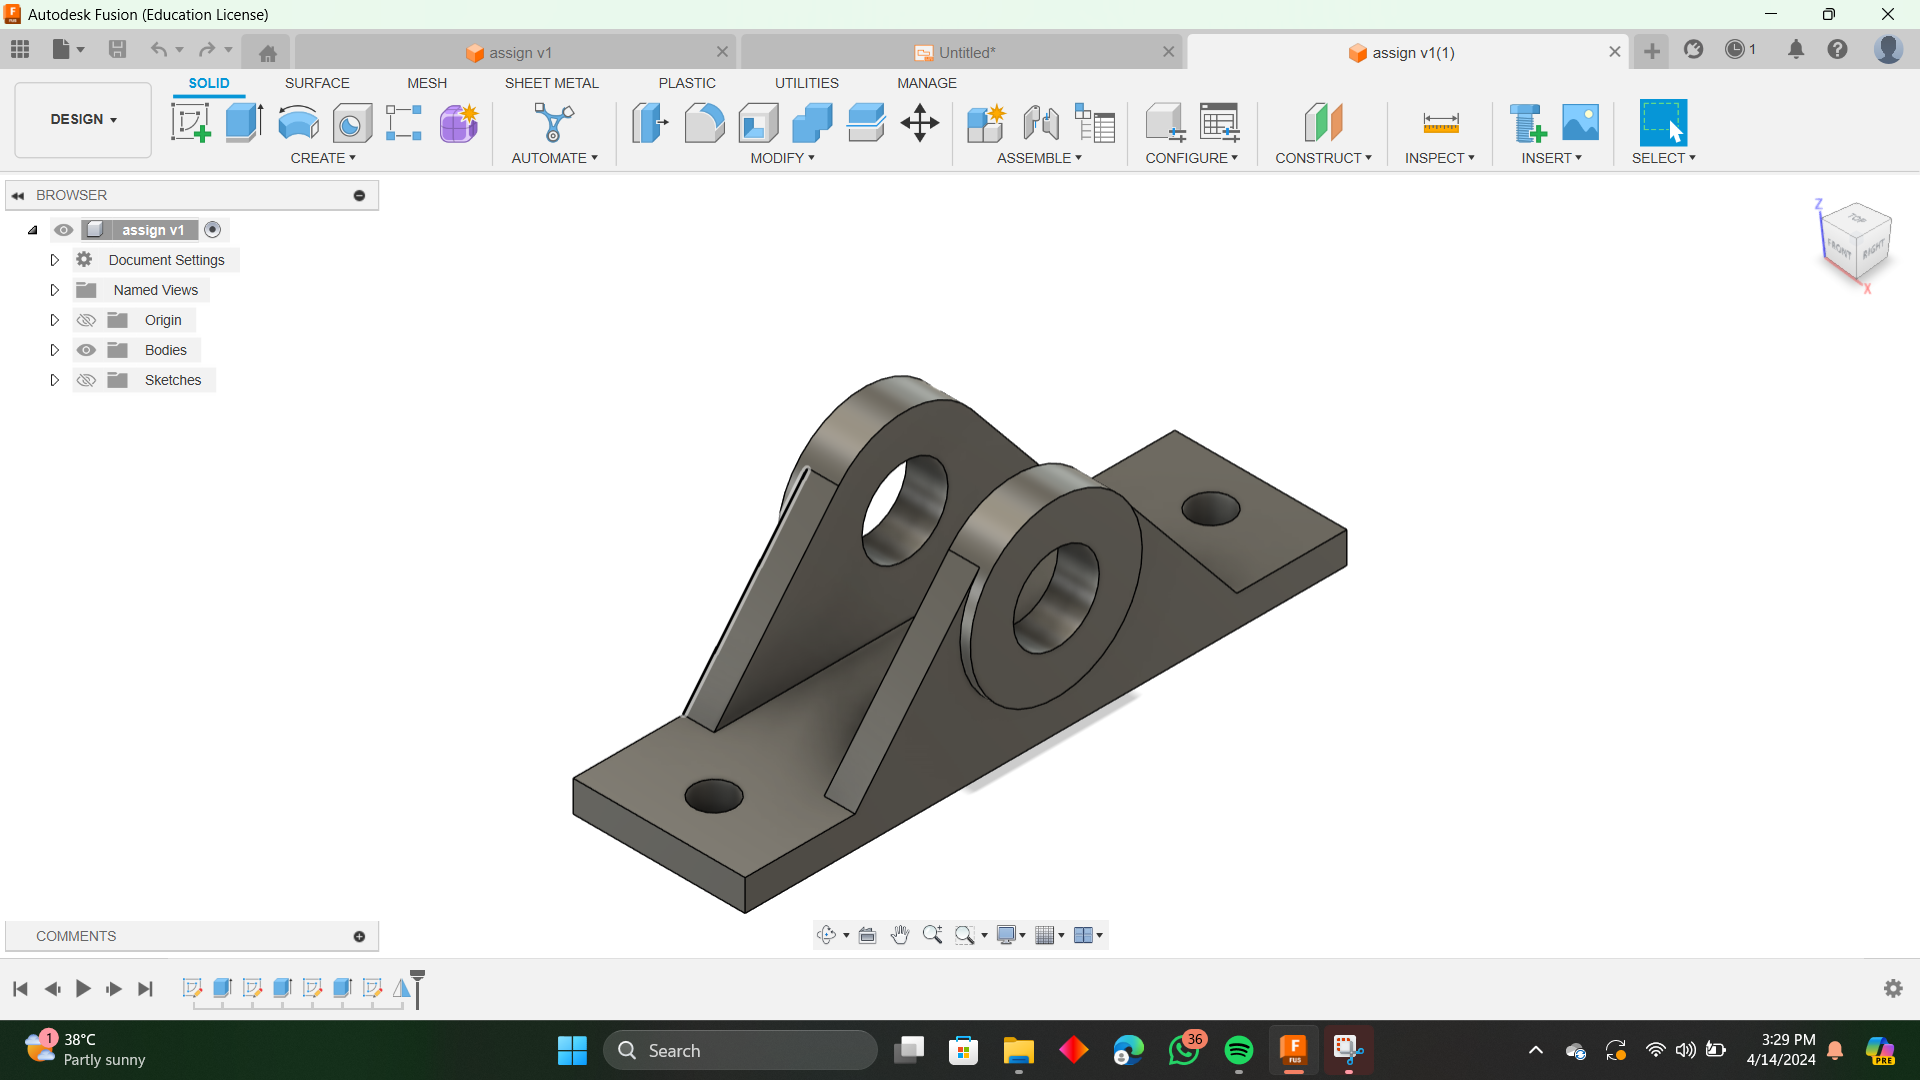 Autodesk Fusion (Education License)
assign v1
Untitled*
assign v1(1)
1
DESIGN
SOLID
SURFACE
MESH
SHEET METAL
PLASTIC
UTILITIES
MANAGE
CREATE
AUTOMATE
MODIFY
ASSEMBLE
CONFIGURE
CONSTRUCT
INSPECT
INSERT
SELECT
BROWSER
assign v1
Document Settings
Named Views
Origin
Bodies
Sketches
Z
TOP
FRONT
RIGHT
X
COMMENTS
1
38°C
Partly sunny
Search
36
F
FUS
3:29 PM
4/14/2024
PRE